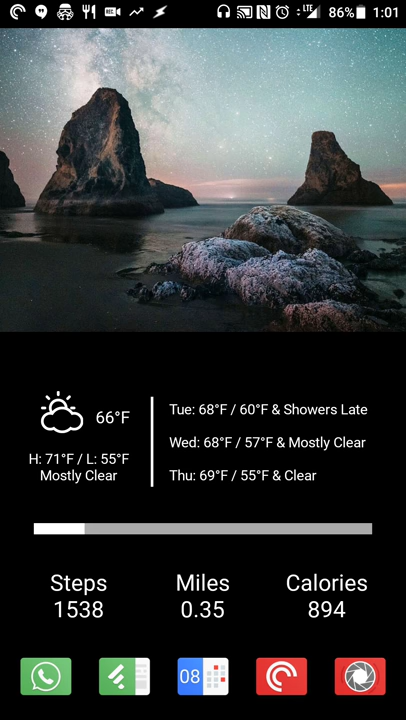 REC LTE 86% 1:01
66°F
H: 71°F / L: 55°F
Mostly Clear
Tue: 68°F / 60°F & Showers Late
Wed: 68°F / 57°F & Mostly Clear
Thu: 69°F / 55°F & Clear
Steps Miles Calories
1538 0.35 894
08